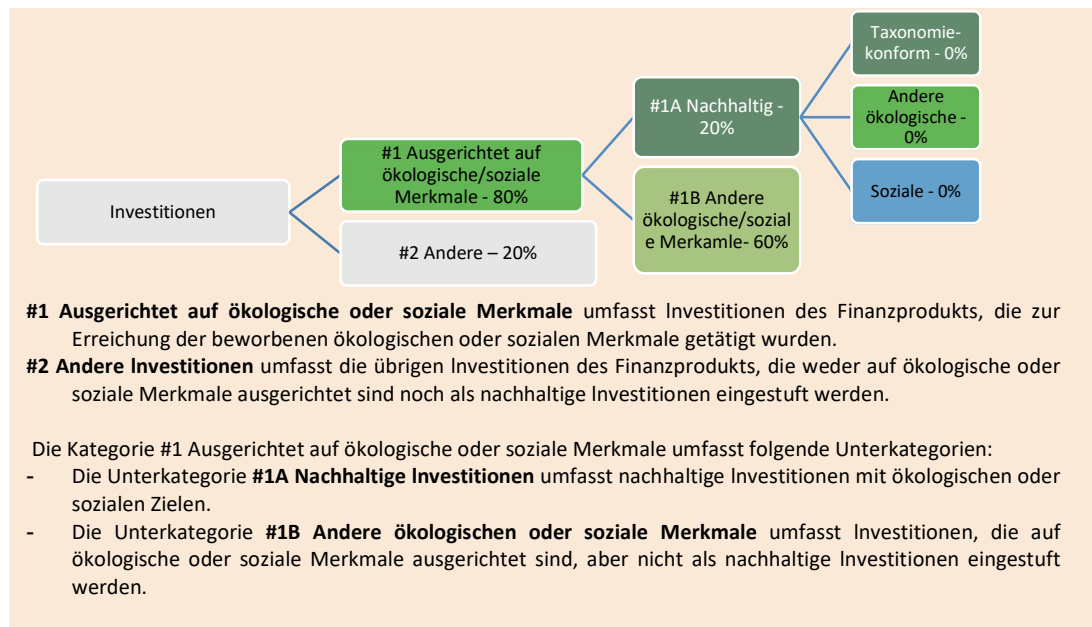 Taxonomie-
konform - 0%
#1A Nachhaltig -
20%
Andere
ökologische -
0%
#1 Ausgerichtet auf
ökologische/soziale
Merkmale - 80%
Soziale - 0%
Investitionen
#1B Andere
ökologische/sozial
e Merkamle- 60%
#2 Andere – 20%
#1 Ausgerichtet auf ökologische oder soziale Merkmale umfasst Investitionen des Finanzprodukts, die zur
Erreichung der beworbenen ökologischen oder sozialen Merkmale getätigt wurden.
#2 Andere Investitionen umfasst die übrigen Investitionen des Finanzprodukts, die weder auf ökologische oder
soziale Merkmale ausgerichtet sind noch als nachhaltige Investitionen eingestuft werden.
Die Kategorie #1 Ausgerichtet auf ökologische oder soziale Merkmale umfasst folgende Unterkategorien:
- Die Unterkategorie #1A Nachhaltige Investitionen umfasst nachhaltige Investitionen mit ökologischen oder
sozialen Zielen.
- Die Unterkategorie #1B Andere ökologischen oder soziale Merkmale umfasst Investitionen, die auf
ökologische oder soziale Merkmale ausgerichtet sind, aber nicht als nachhaltige Investitionen eingestuft
werden.